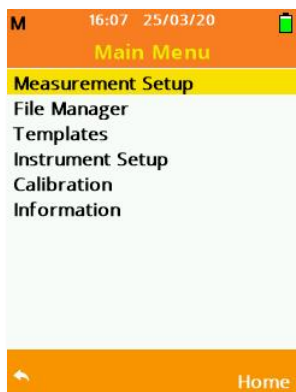 M 16:07 25/03/20
Main Menu
Measurement Setup
File Manager
Templates
Instrument Setup
Calibration
Information
Home